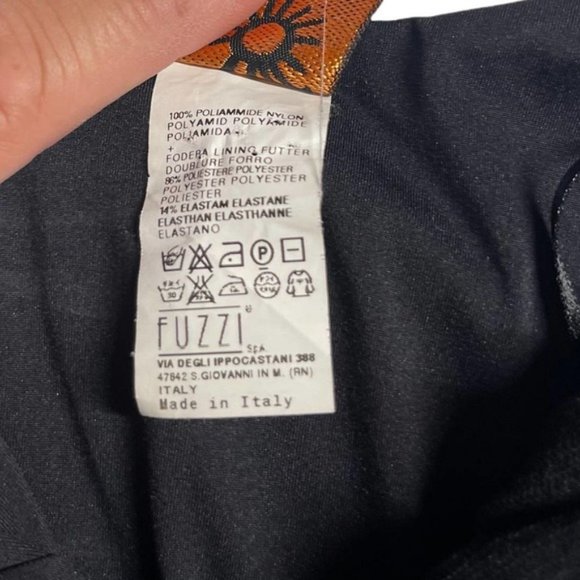 100% POLIAMMIDE NYLON
POLYAMID POLYAMIDE
POLIAMIDA
+
FODERA LINING FUTTER
DOUBLURE FORRO
86% POLIESTERE POLYESTER
POLYESTER POLYESTER
POLIESTER
14% ELASTAM ELASTANE
ELASTHAN ELASTHANNE
ELASTANO
P
30
FUZZI
SpA
VIA DEGLI IPPOCASTANI 388
47842 S.GIOVANNI IN M. (RN)
ITALY
Made in Italy